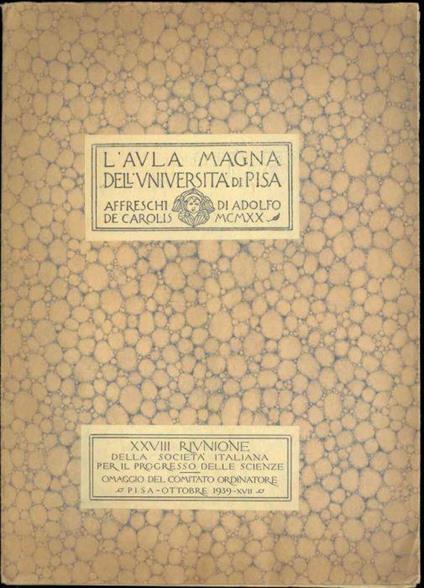 L'AVLA MAGNA
DELL'VNIVERSITÀ DI PISA
AFFRESCHI DI ADOLFO
DE CAROLIS MCMXX
XXVIII RIVNIONE
DELLA SOCIETÀ ITALIANA
PER IL PROGRESSO DELLE SCIENZE
OMAGGIO DEL COMITATO ORDINATORE
PISA-OTTOBRE 1939-XVII